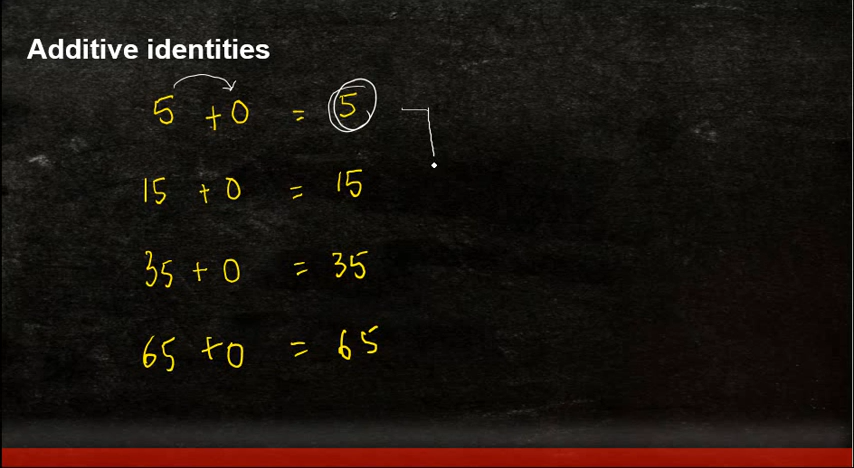 Additive identities
5 + 0 = 5
15 + 0 = 15
35 + 0 = 35
65 + 0 = 65